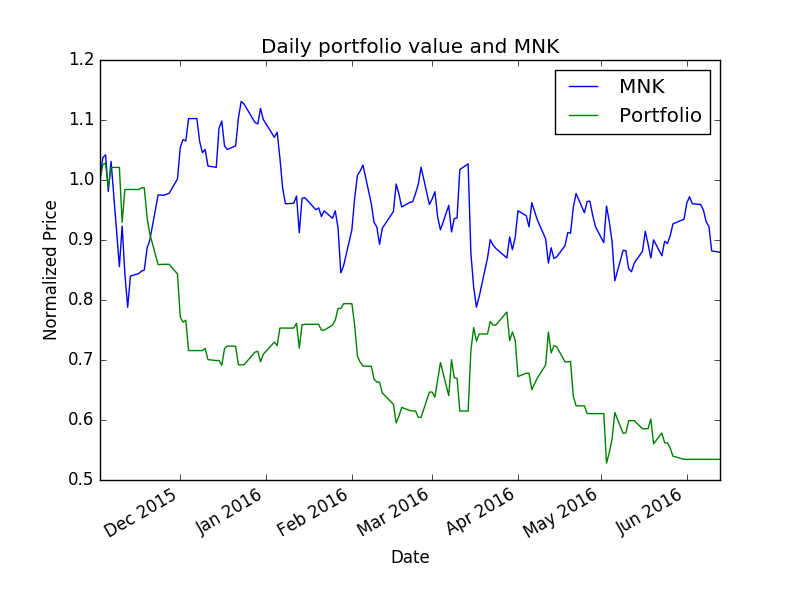 Daily portfolio value and MNK
MNK
Portfolio
1.2
1.1
1.0
0.9
0.8
0.7
0.6
0.5
Normalized Price
Dec 2015
Jan 2016
Feb 2016
Mar 2016
Apr 2016
May 2016
Jun 2016
Date